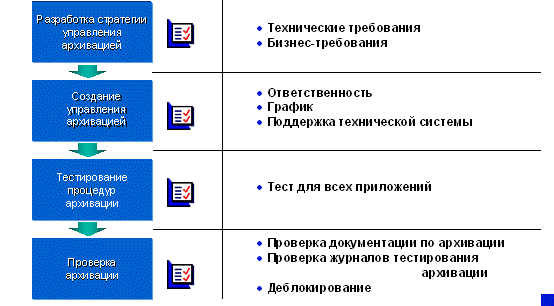 Разработка стратегии
управления
архивацией
Технические требования
Бизнес-требования
Создание
управления
архивацией
Ответственность
График
Поддержка технической системы
Тестирование
процедур
архивации
Тест для всех приложений
Проверка
архивации
Проверка документации по архивации
Проверка журналов тестирования
архивации
Деблокирование